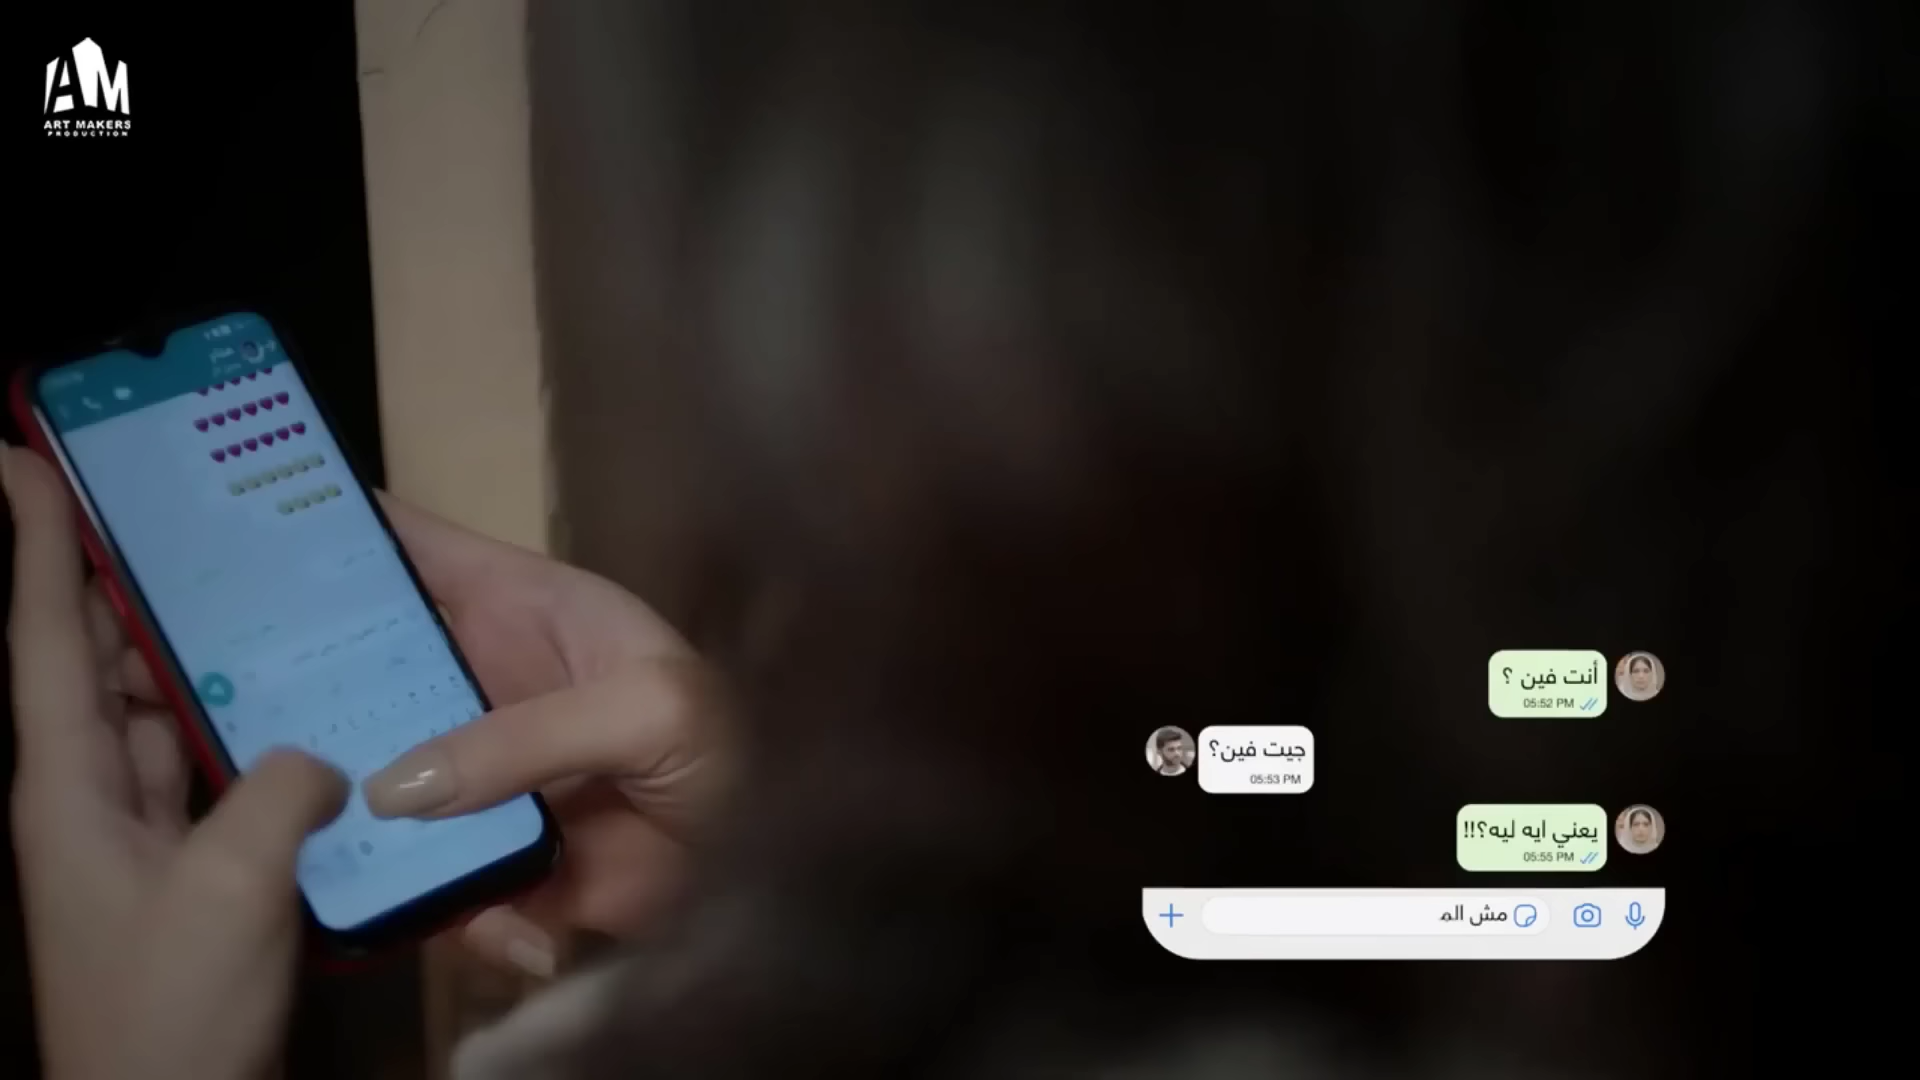 AM
ART MAKERS
PRODUCTION
أنت فين ؟
05:52 PM
جيت فين؟
05:53 PM
يعني ايه ليه؟!!
05:55 PM
مش الم